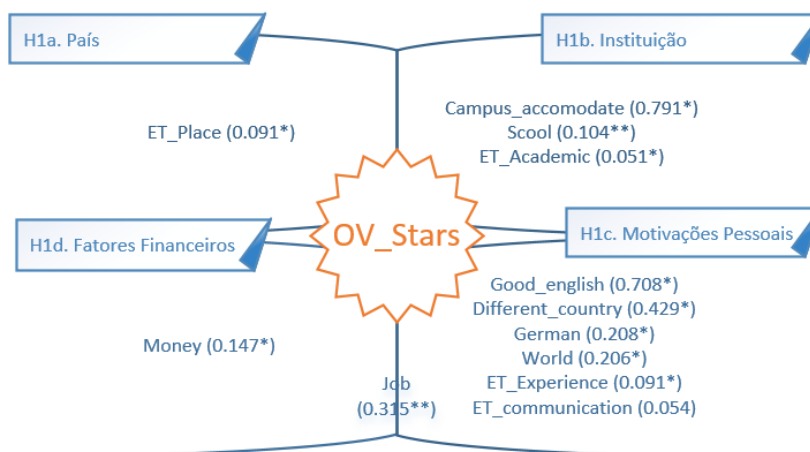 H1a. País
H1b. Instituição
ET_Place (0.091*)
Campus_accomodate (0.791*)
Scool (0.104**)
ET_Academic (0.051*)
H1d. Fatores Financeiros
OV_Stars
H1c. Motivações Pessoais
Money (0.147*)
Good_english (0.708*)
Different_country (0.429*)
German (0.208*)
World (0.206*)
ET_Experience (0.091*)
ET_communication (0.054)
Job
(0.315**)